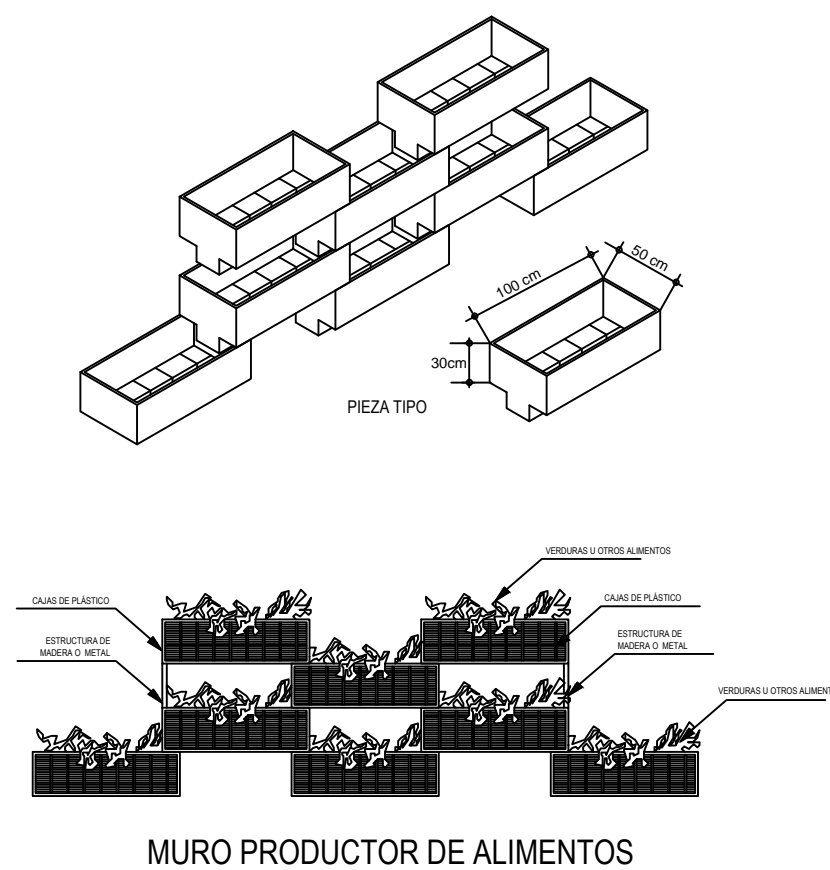 100 cm
50 cm
30cm
PIEZA TIPO
VERDURAS U OTROS ALIMENTOS
CAJAS DE PLÁSTICO
CAJAS DE PLÁSTICO
ESTRUCTURA DE
MADERA O METAL
ESTRUCTURA DE
MADERA O METAL
VERDURAS U OTROS ALIMENT
MURO PRODUCTOR DE ALIMENTOS